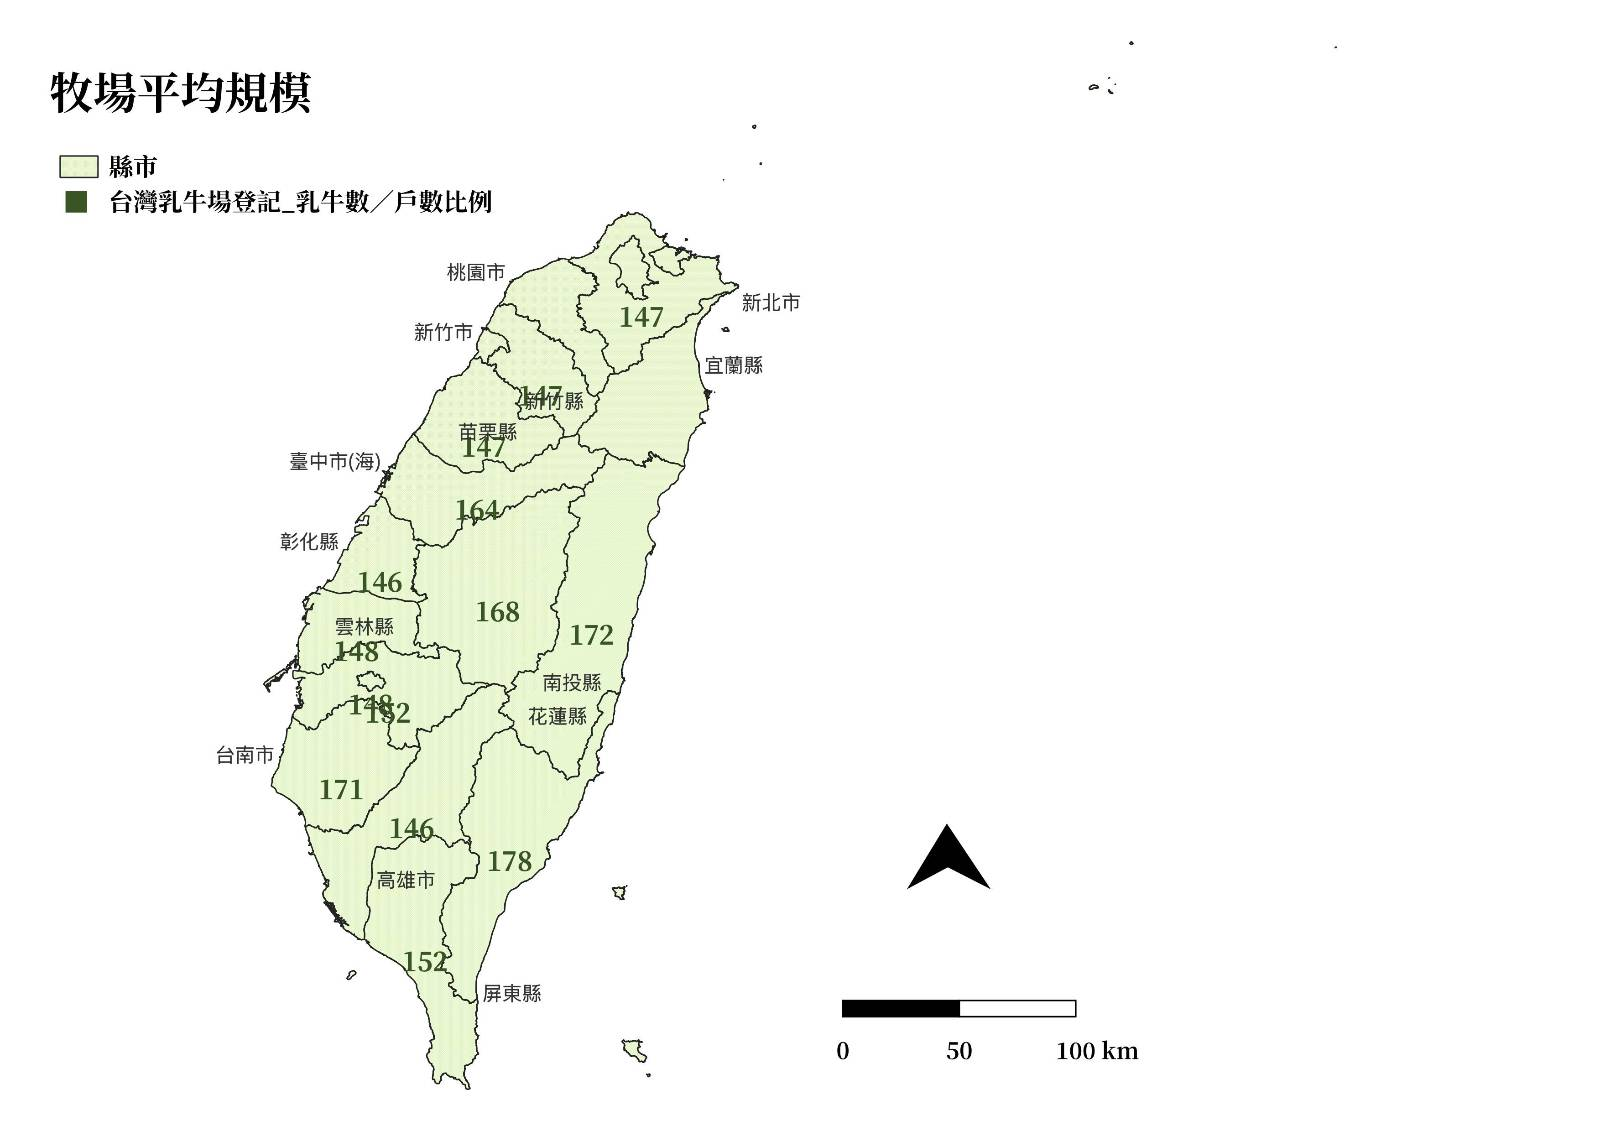 牧場平均規模
縣市
台灣乳牛場登記_乳牛數／戶數比例
桃園市
新北市
147
新竹市
宜蘭縣
147
新竹縣
苗栗縣
147
臺中市(海)
164
彰化縣
146
168
雲林縣
172
148
南投縣
148
152
花蓮縣
台南市
171
146
178
高雄市
152
屏東縣
0
50
100 km